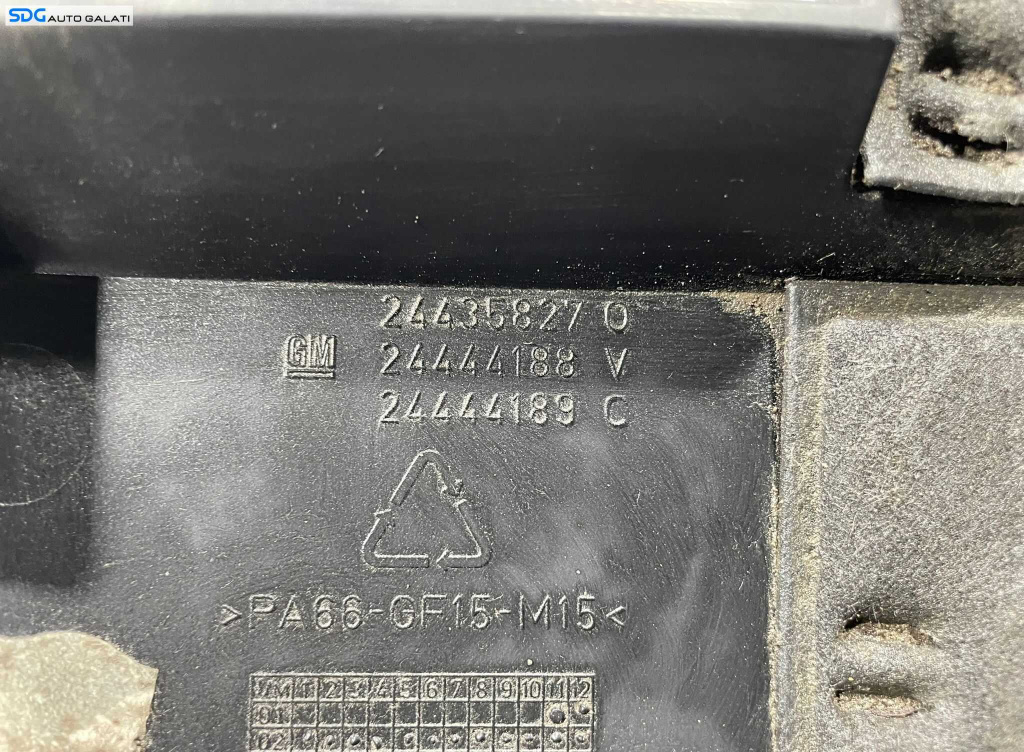 SDG AUTO GALATI
24435827 O
GM 24444188 V
24444189 C
>PA66-GF15-M15<
1 2 3 4 5 6 7 8 9 10 11 12
01
02